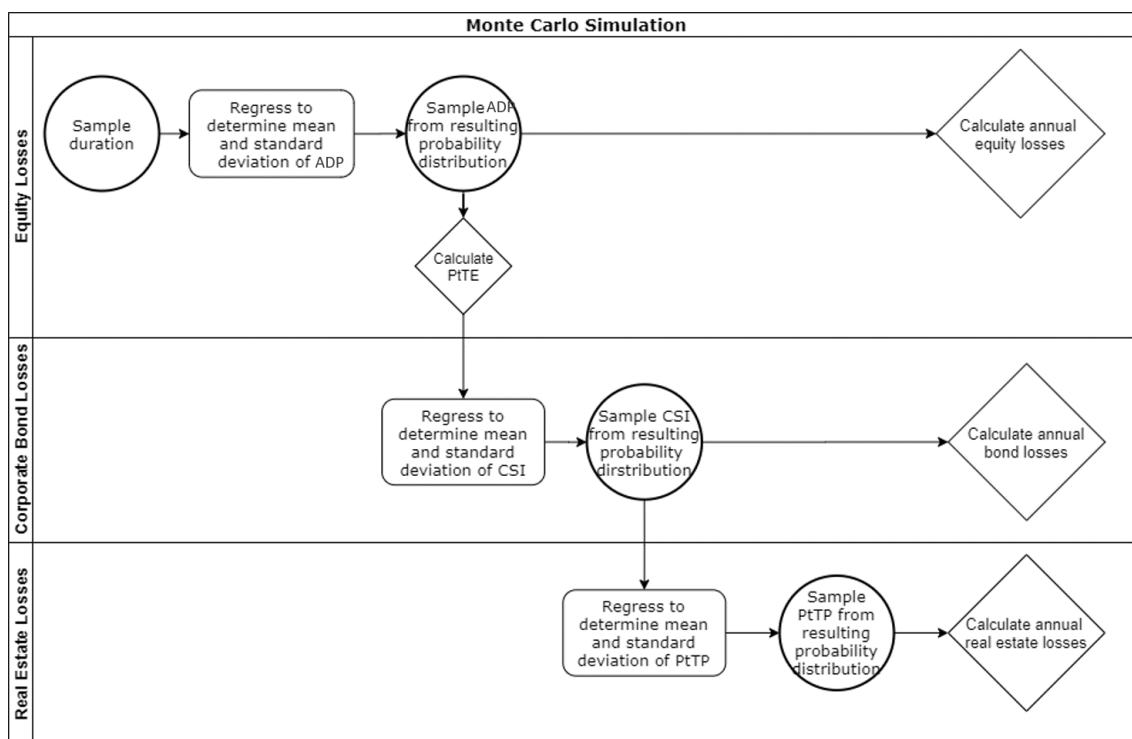 Monte Carlo Simulation
Equity Losses
Sample
duration
Regress to
determine mean
and standard
deviation of ADP
Sample ADP
from resulting
probability
distribution
Calculate annual
equity losses
Calculate
PtTE
Corporate Bond Losses
Regress to
determine mean
and standard
deviation of CSI
Sample CSI
from resulting
probability
dirstribution
Calculate annual
bond losses
Real Estate Losses
Regress to
determine mean
and standard
deviation of PtTP
Sample
PtTP from
resulting
probability
distribution
Calculate annual
real estate losses